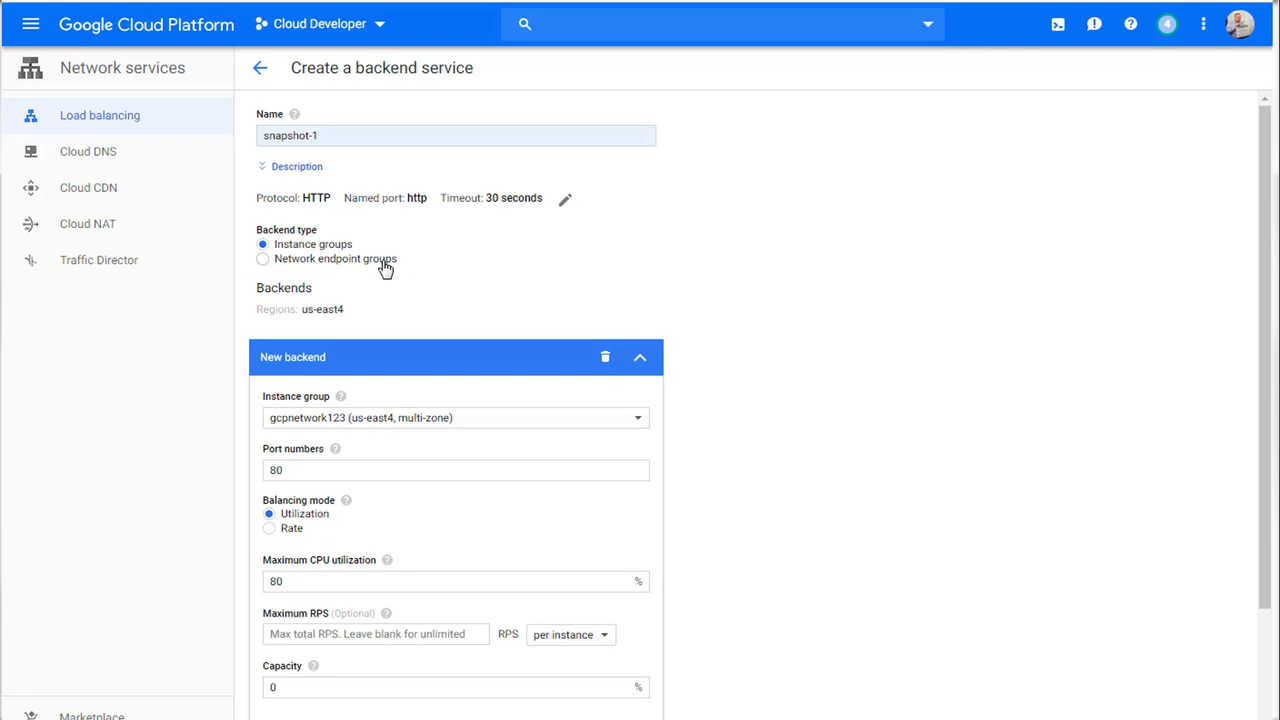 Google Cloud Platform
Cloud Developer
4
Network services
Create a backend service
Load balancing
Cloud DNS
Cloud CDN
Cloud NAT
Traffic Director
Marketplace
Name
snapshot-1
Description
Protocol: HTTP Named port: http Timeout: 30 seconds
Backend type
Instance groups
Network endpoint groups
Backends
Regions: us-east4
New backend
Instance group
gcpnetwork123 (us-east4, multi-zone)
Port numbers
80
Balancing mode
Utilization
Rate
Maximum CPU utilization
80 %
Maximum RPS (Optional)
Max total RPS. Leave blank for unlimited RPS per instance
Capacity
0 %